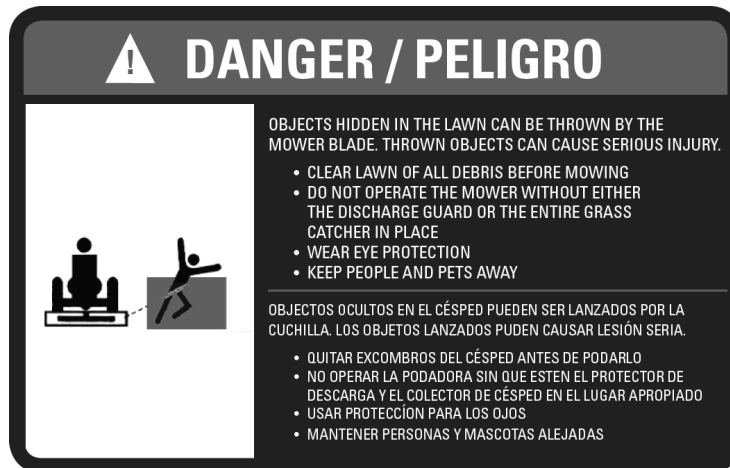 DANGER / PELIGRO
OBJECTS HIDDEN IN THE LAWN CAN BE THROWN BY THE
MOWER BLADE. THROWN OBJECTS CAN CAUSE SERIOUS INJURY.
• CLEAR LAWN OF ALL DEBRIS BEFORE MOWING
• DO NOT OPERATE THE MOWER WITHOUT EITHER
THE DISCHARGE GUARD OR THE ENTIRE GRASS
CATCHER IN PLACE
• WEAR EYE PROTECTION
• KEEP PEOPLE AND PETS AWAY
OBJECTOS OCULTOS EN EL CÉSPED PUEDEN SER LANZADOS POR LA
CUCHILLA. LOS OBJETOS LANZADOS PUDEN CAUSAR LESIÓN SERIA.
• QUITAR EXCOMBROS DEL CÉSPED ANTES DE PODARLO
• NO OPERAR LA PODADORA SIN QUE ESTEN EL PROTECTOR DE
DESCARGA Y EL COLECTOR DE CÉSPED EN EL LUGAR APROPIADO
• USAR PROTECCÍON PARA LOS OJOS
• MANTENER PERSONAS Y MASCOTAS ALEJADAS